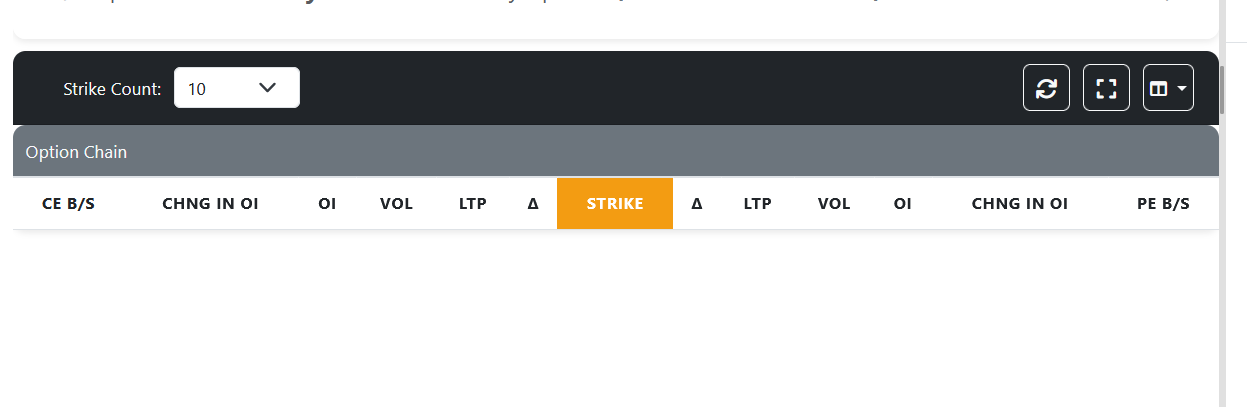 Strike Count: 10
Option Chain
CE B/S CHNG IN OI OI VOL LTP Δ STRIKE Δ LTP VOL OI CHNG IN OI PE B/S